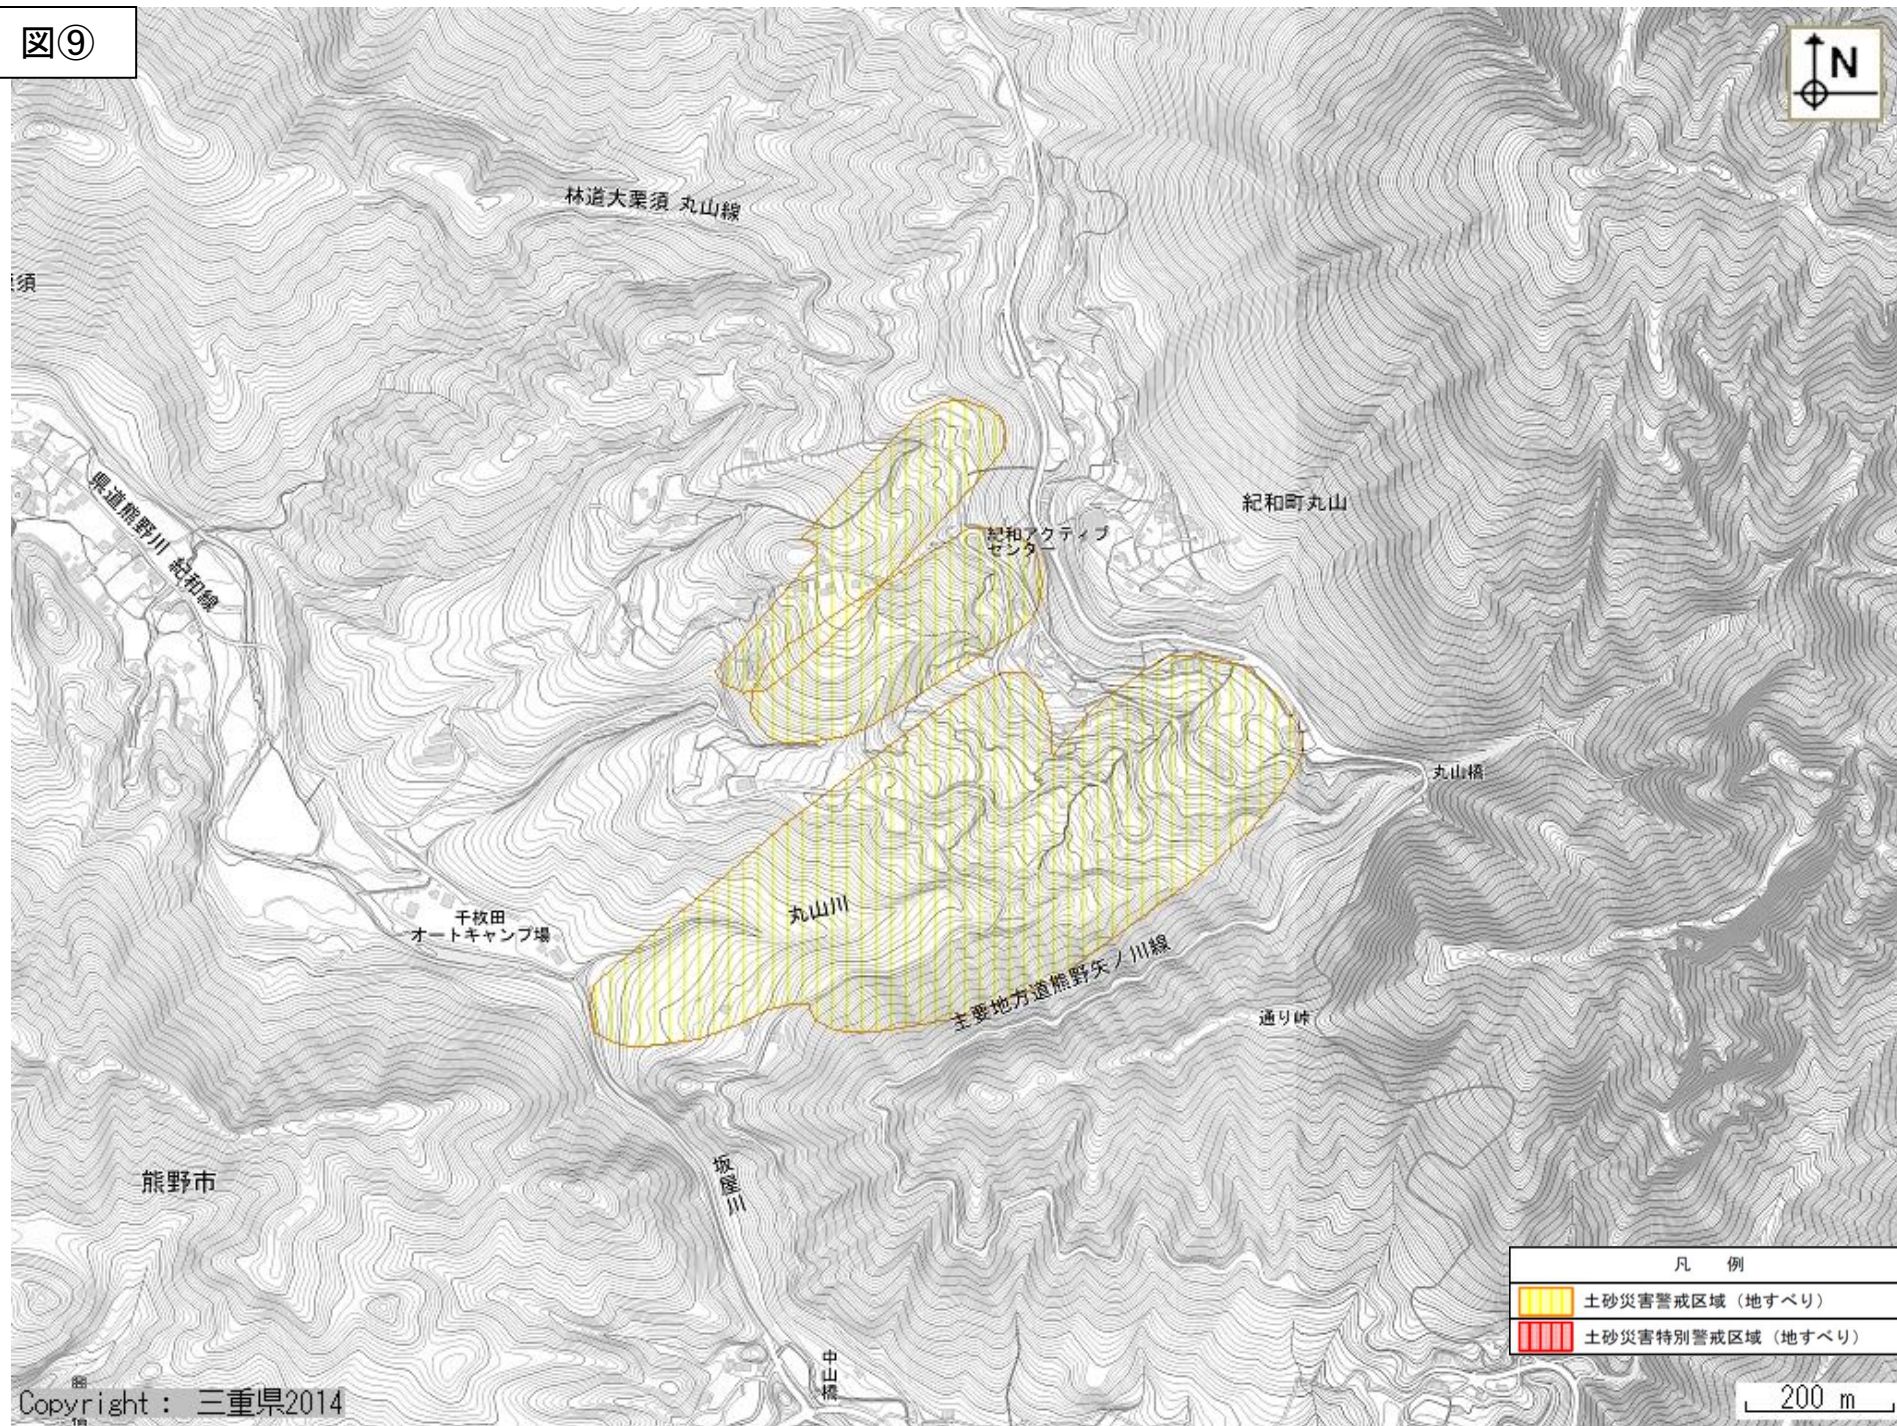 図⑨
N
林道大栗須 丸山線
須
県道熊野川 紀和線
紀和町丸山
紀和アクティブ
センター
丸山橋
丸山川
千枚田
オートキャンプ場
主要地方道熊野矢ノ川線
通り峠
熊野市
坂屋川
中山橋
凡 例
土砂災害警戒区域（地すべり）
土砂災害特別警戒区域（地すべり）
Copyright： 三重県2014
200 m